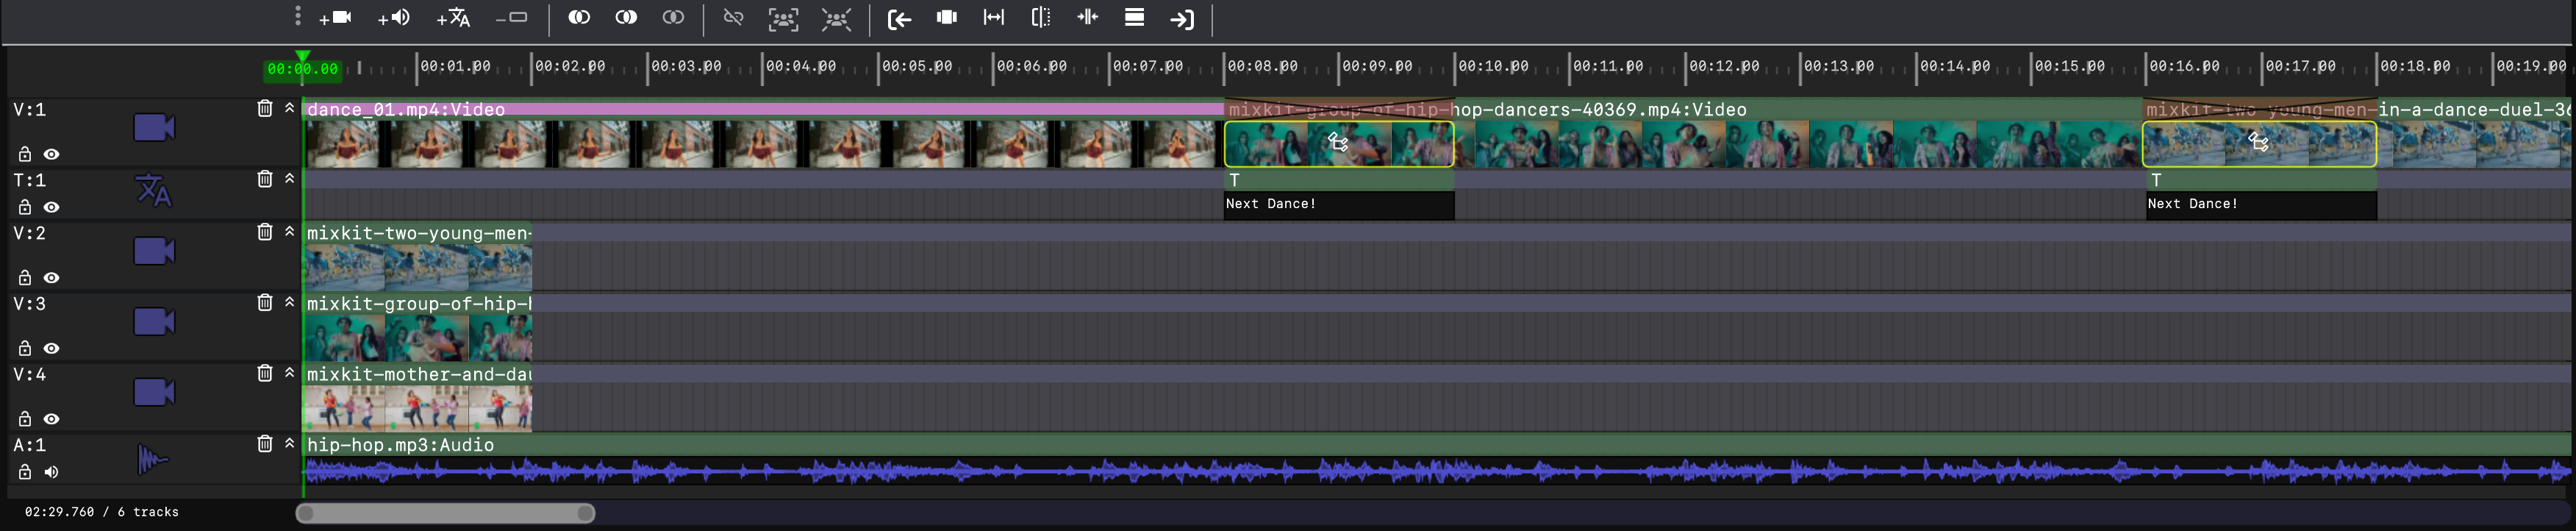 00:00.00 00:01.00 00:02.00 00:03.00 00:04.00 00:05.00 00:06.00 00:07.00 00:08.00 00:09.00 00:10.00 00:11.00 00:12.00 00:13.00 00:14.00 00:15.00 00:16.00 00:17.00 00:18.00 00:19.00
V:1 dance_01.mp4:Video mixkit-group-of-hip-hop-dancers-40369.mp4:Video mixkit-two-young-men-in-a-dance-duel-36
T:1 T T
Next Dance! Next Dance!
V:2 mixkit-two-young-men-
V:3 mixkit-group-of-hip-h
V:4 mixkit-mother-and-dau
A:1 hip-hop.mp3:Audio
02:29.760 / 6 tracks